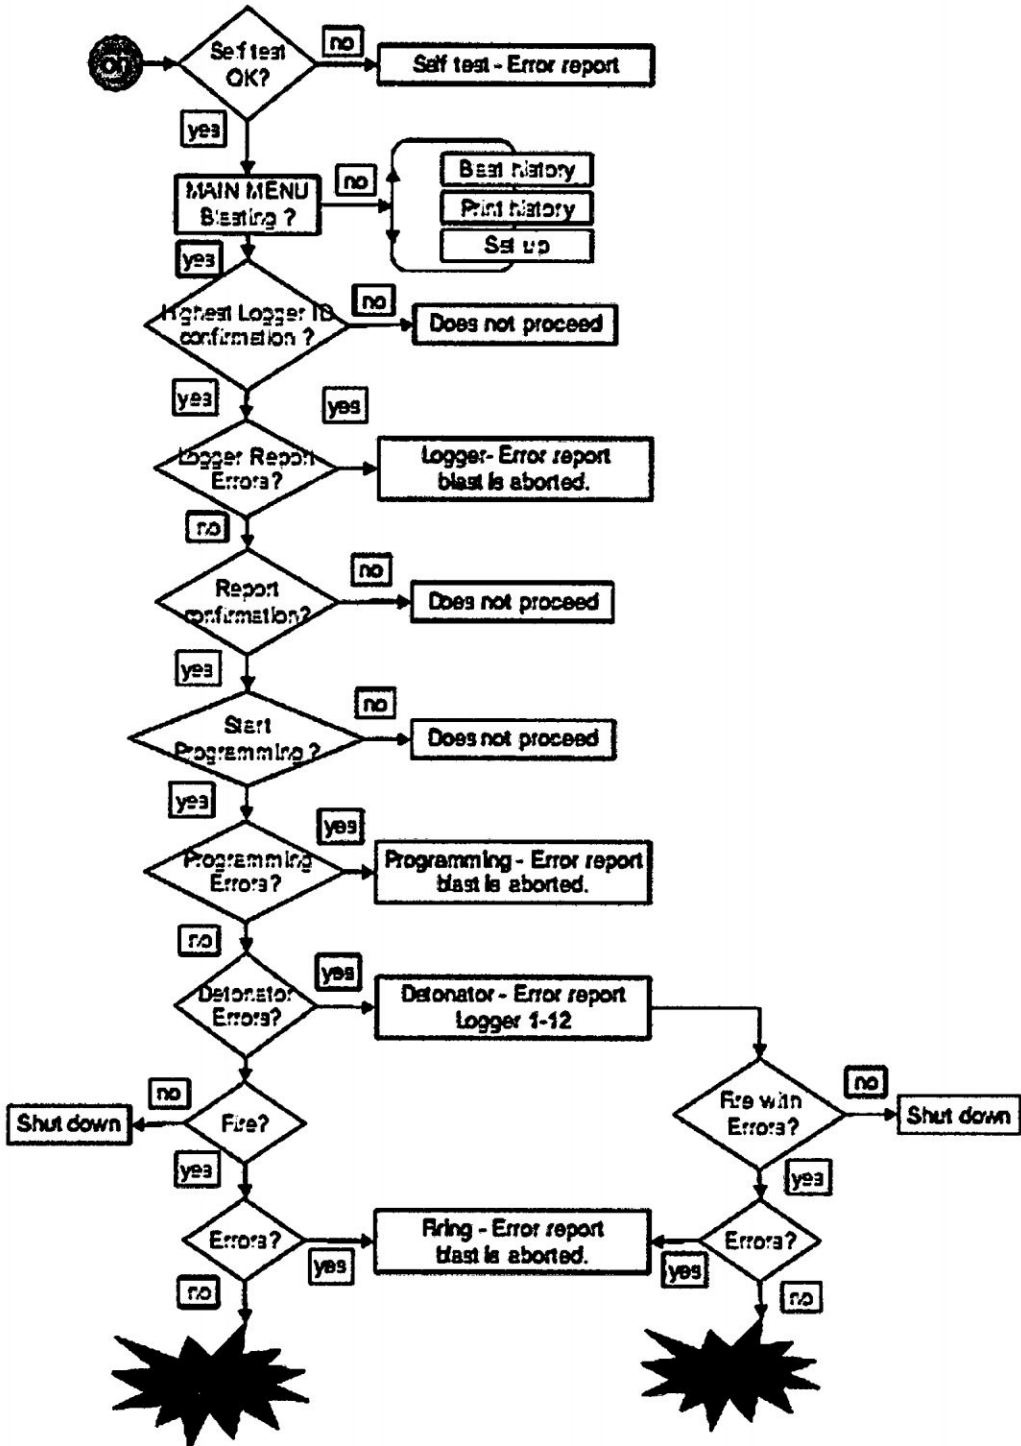 on
Self test
OK?
no
Self test - Error report
yes
MAIN MENU
Blasting ?
no
Blast history
Print history
Set up
yes
Highest Logger ID
confirmation ?
no
Does not proceed
yes
yes
Logger Report
Errors?
Logger- Error report
blast is aborted.
no
Report
confirmation?
no
Does not proceed
yes
Start
Programming ?
no
Does not proceed
yes
Programming
Errors?
yes
Programming - Error report
blast is aborted.
no
Detonator
Errors?
yes
Detonator - Error report
Logger 1-12
Fire?
no
Shut down
Fire with
Errors?
no
Shut down
yes
yes
Errors?
yes
Firing - Error report
blast is aborted.
yes
Errors?
no
no